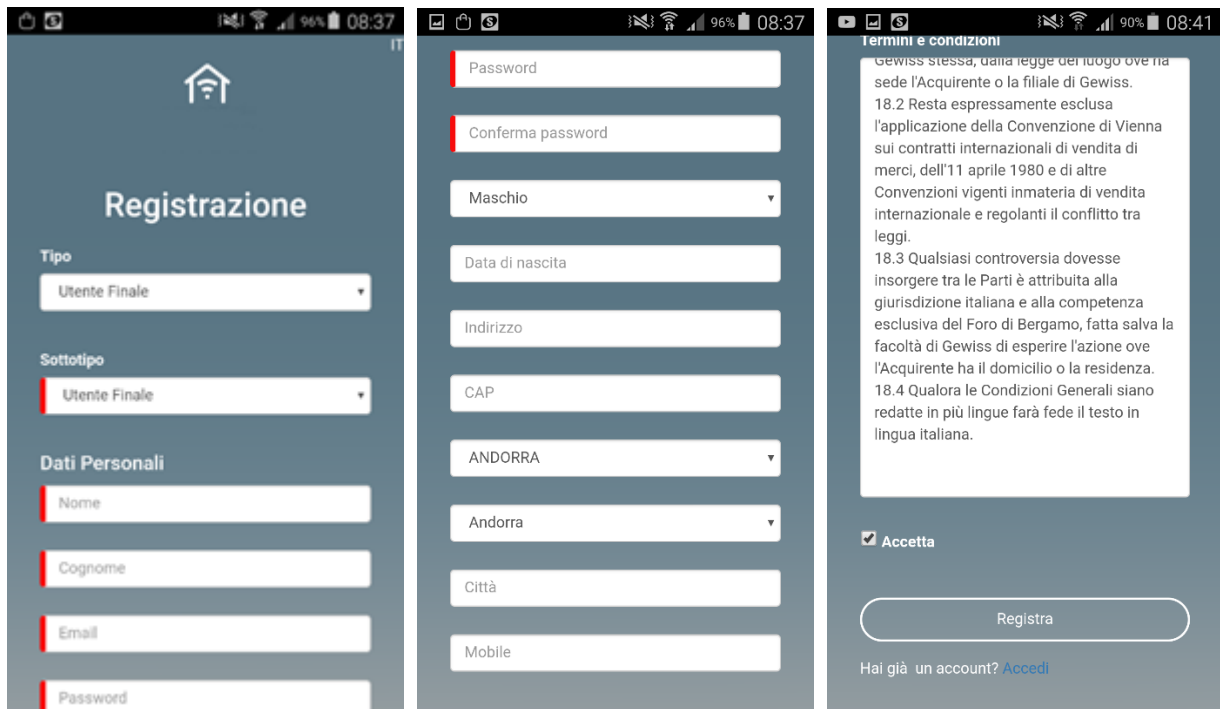 96% 08:37
IT
Registrazione
Tipo
Utente Finale
Sottotipo
Utente Finale
Dati Personali
Nome
Cognome
Email
Password
96% 08:37
Password
Conferma password
Maschio
Data di nascita
Indirizzo
CAP
ANDORRA
Andorra
Città
Mobile
90% 08:41
Termini e condizioni
Gewiss stessa, dalla legge del luogo ove ha
sede l'Acquirente o la filiale di Gewiss.
18.2 Resta espressamente esclusa
l'applicazione della Convenzione di Vienna
sui contratti internazionali di vendita di
merci, dell'11 aprile 1980 e di altre
Convenzioni vigenti inmateria di vendita
internazionale e regolanti il conflitto tra
leggi.
18.3 Qualsiasi controversia dovesse
insorgere tra le Parti è attribuita alla
giurisdizione italiana e alla competenza
esclusiva del Foro di Bergamo, fatta salva la
facoltà di Gewiss di esperire l'azione ove
l'Acquirente ha il domicilio o la residenza.
18.4 Qualora le Condizioni Generali siano
redatte in più lingue farà fede il testo in
lingua italiana.
Accetta
Registra
Hai già un account? Accedi